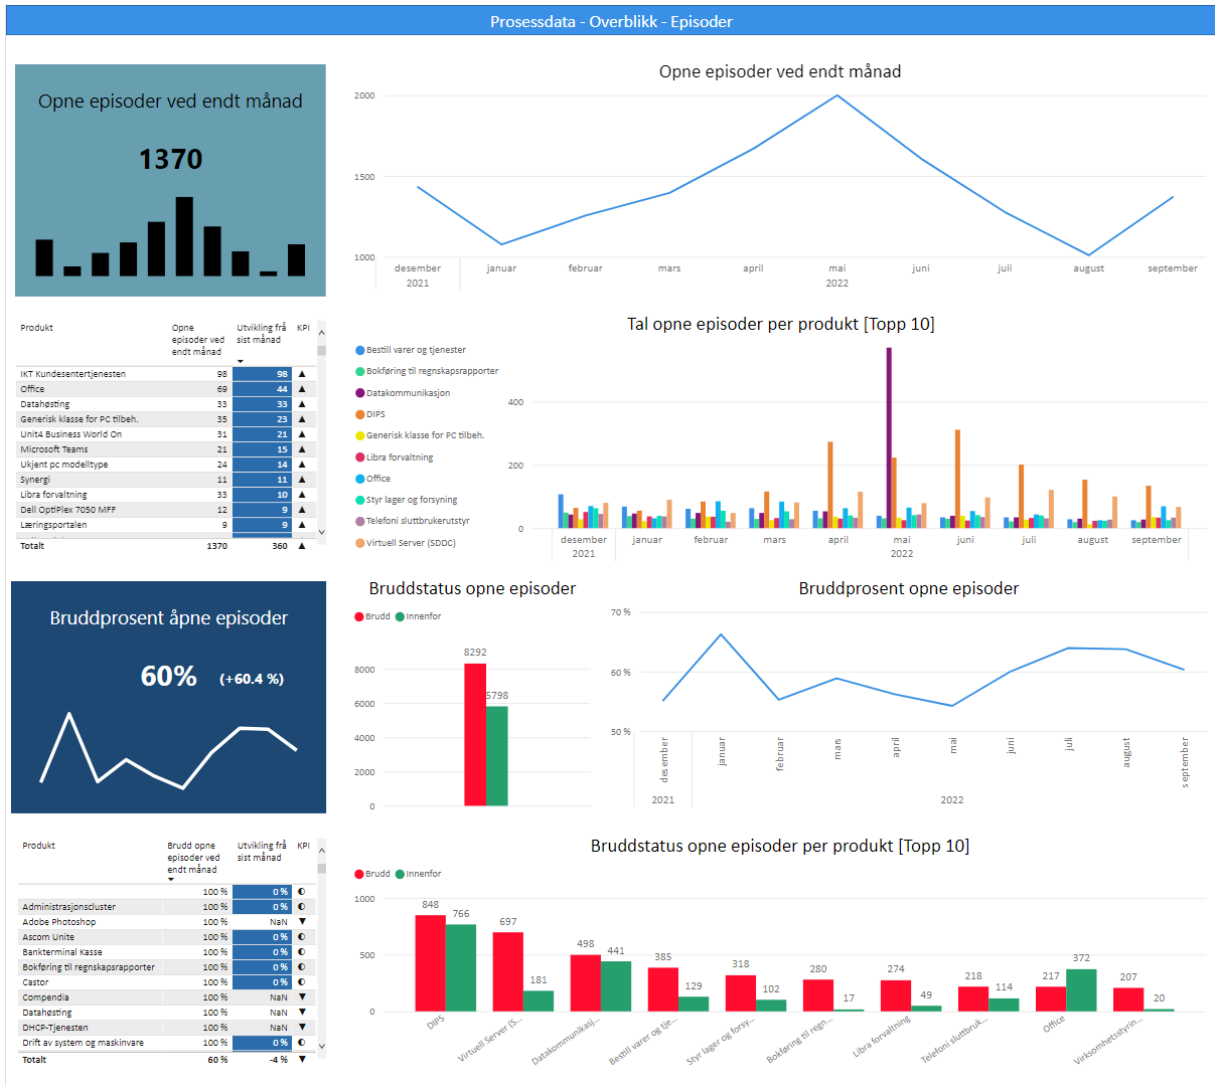 Prosessdata - Overblikk - Episoder
Opne episoder ved endt månad
1370
Opne episoder ved endt månad
2000
1500
1000
desember januar februar mars april mai juni juli august september
2021 2022
Produkt Opne episoder ved endt månad Utvikling frå sist månad KPI
IKT Kundesentertjenesten 98 98 ▲
Office 69 44 ▲
Datahøsting 33 33 ▲
Generisk klasse for PC tilbeh. 35 23 ▲
Unit4 Business World On 31 21 ▲
Microsoft Teams 21 15 ▲
Ukjent pc modelltype 24 14 ▲
Synergi 11 11 ▲
Libra forvaltning 33 10 ▲
Dell OptiPlex 7050 MFF 12 9 ▲
Læringsportalen 9 9 ▲
Totalt 1370 360 ▲
Tal opne episoder per produkt [Topp 10]
Bestill varer og tjenester
Bokføring til regnskapsrapporter
Datakommunikasjon
DIPS
Generisk klasse for PC tilbeh.
Libra forvaltning
Office
Styr lager og forsyning
Telefoni sluttbrukerutstyr
Virtuell Server (SDDC)
400
200
0
desember januar februar mars april mai juni juli august september
2021 2022
Bruddprosent åpne episoder
60% (+60.4 %)
Bruddstatus opne episoder
Brudd Innenfor
8292
5798
8000
6000
4000
2000
0
Bruddprosent opne episoder
70 %
60 %
50 %
desember januar februar mars april mai juni juli august september
2021 2022
Produkt Brudd opne episoder ved endt månad Utvikling frå sist månad KPI
100 % 0 %
Administrasjonscluster 100 % 0 %
Adobe Photoshop 100 % NaN ▼
Ascom Unite 100 % 0 %
Bankterminal Kasse 100 % 0 %
Bokføring til regnskapsrapporter 100 % 0 %
Castor 100 % 0 %
Compendia 100 % NaN ▼
Datahøsting 100 % NaN ▼
DHCP-Tjenesten 100 % NaN ▼
Drift av system og maskinvare 100 % 0 %
Totalt 60 % -4 % ▼
Bruddstatus opne episoder per produkt [Topp 10]
Brudd Innenfor
1000
500
0
848 766 697 181 498 441 385 129 318 102 280 17 274 49 218 114 217 372 207 20
DIPS Virtuell Server (S... Datakommunikasj... Bestill varer og tje... Styr lager og forsy... Bokføring til regn... Libra forvaltning Telefoni sluttbruk... Office Virksomhetsstyrin...